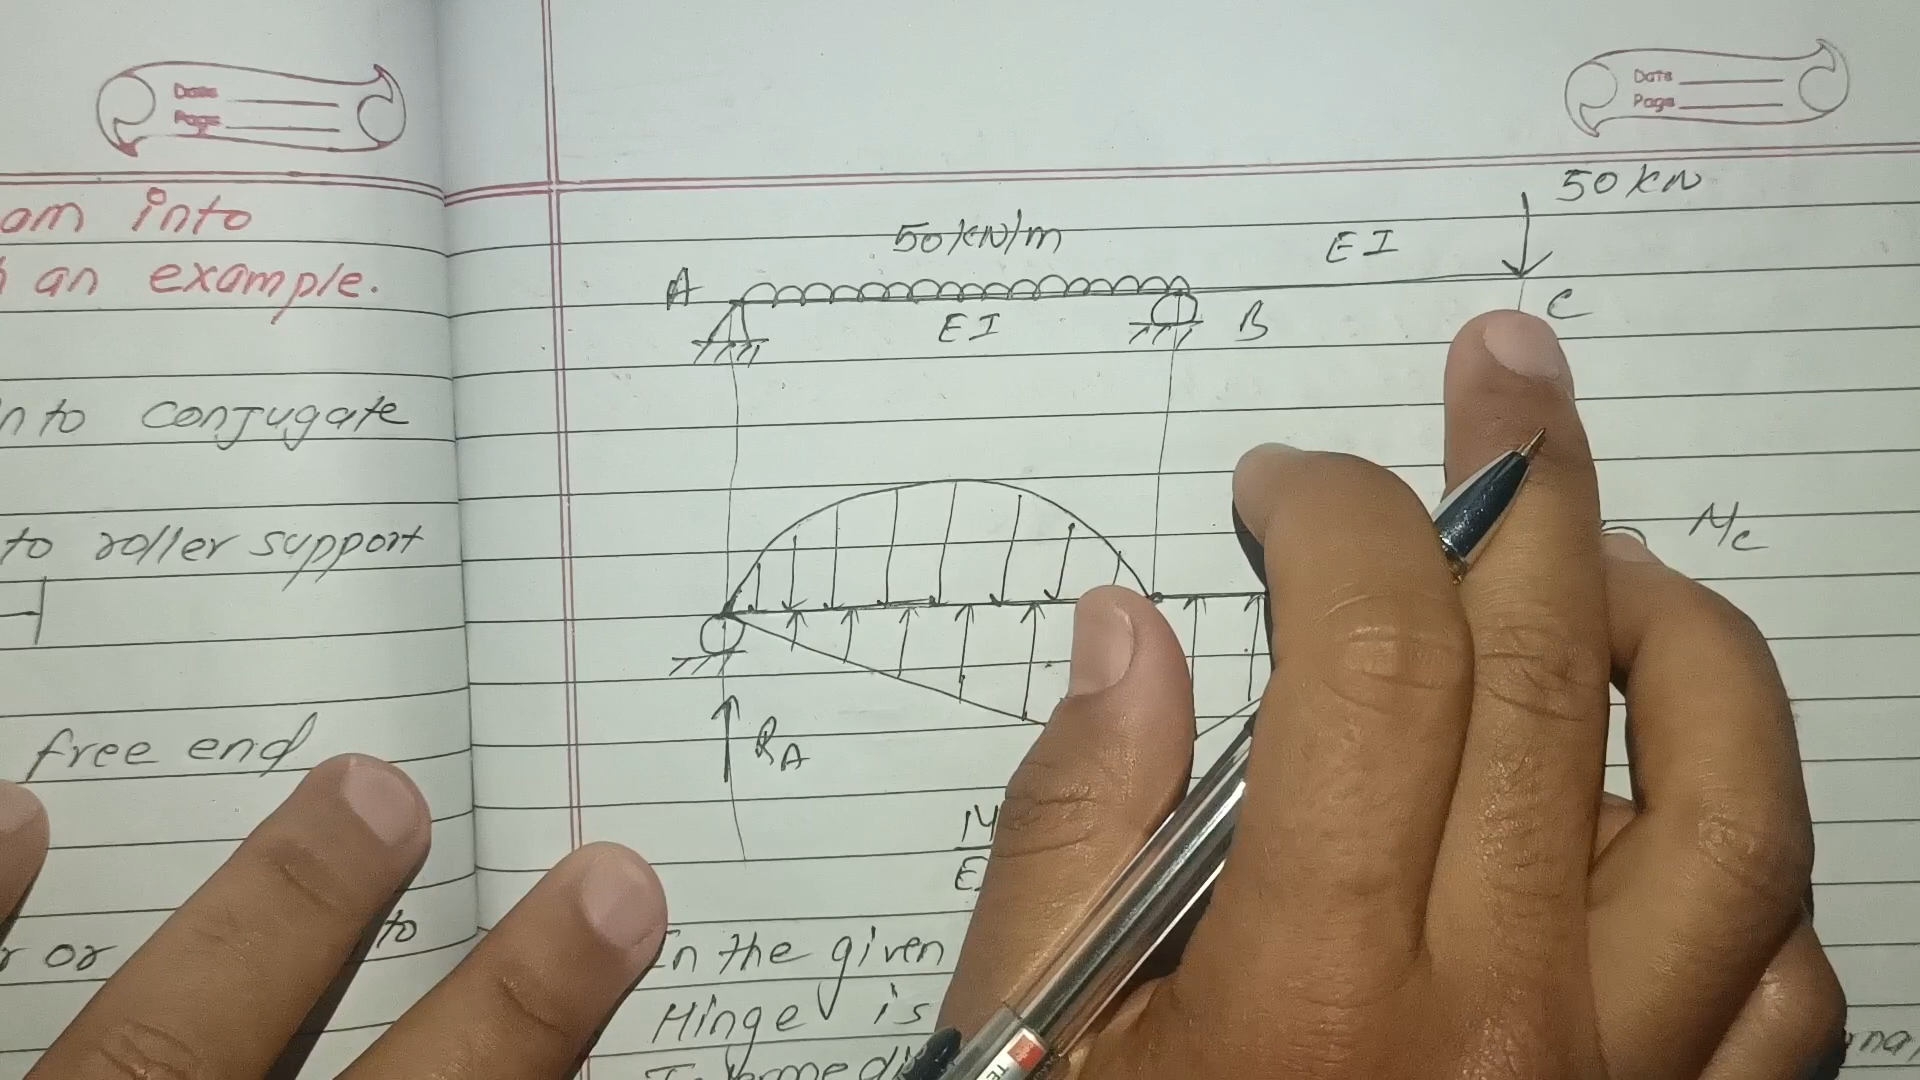 Date
Page
om into
an example.
nto conjugate
to roller support
free end
or
to
Date
Page
50 kN
50 kN/m
EI
A
EI
B
C
Mc
RA
M
E
In the given
Hinge is